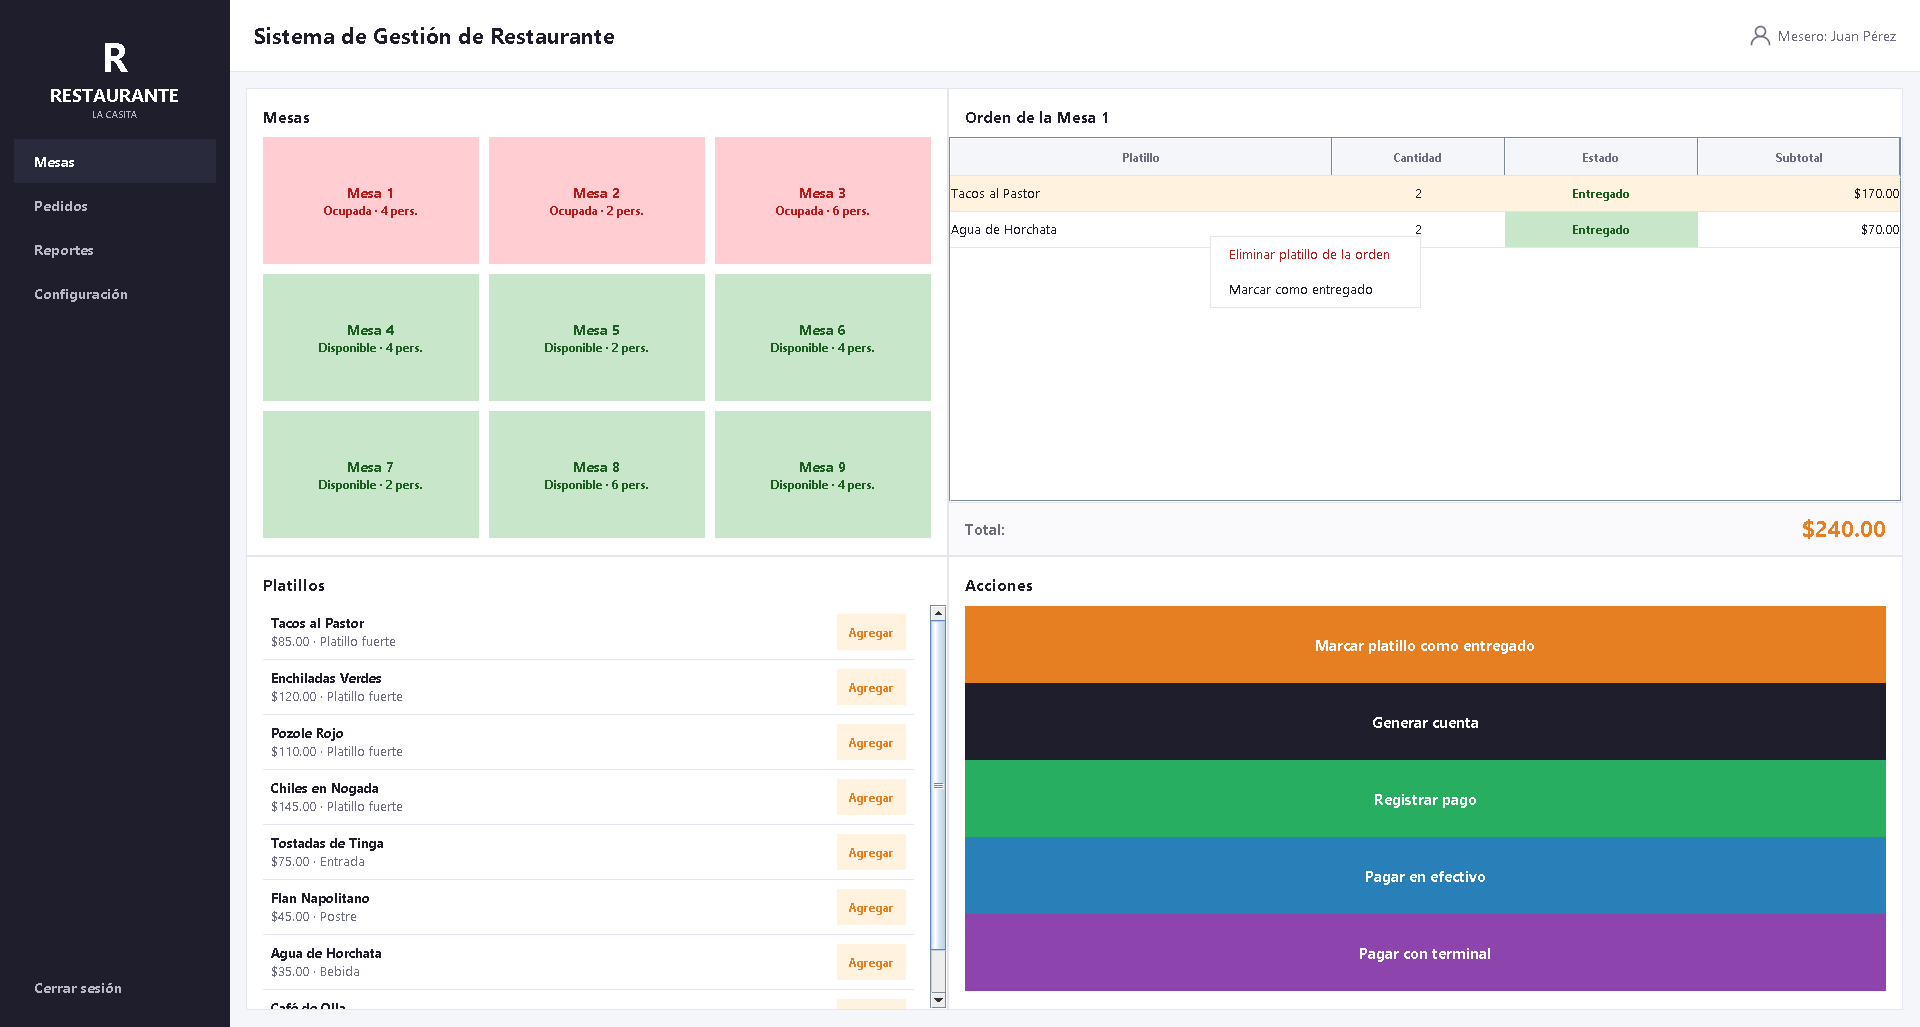 R
RESTAURANTE
LA CASITA
Mesas
Pedidos
Reportes
Configuración
Cerrar sesión
Sistema de Gestión de Restaurante
Mesero: Juan Pérez
Mesas
Mesa 1
Ocupada · 4 pers.
Mesa 2
Ocupada · 2 pers.
Mesa 3
Ocupada · 6 pers.
Mesa 4
Disponible · 4 pers.
Mesa 5
Disponible · 2 pers.
Mesa 6
Disponible · 4 pers.
Mesa 7
Disponible · 2 pers.
Mesa 8
Disponible · 6 pers.
Mesa 9
Disponible · 4 pers.
Orden de la Mesa 1
Platillo Cantidad Estado Subtotal
Tacos al Pastor 2 Entregado $170.00
Agua de Horchata 2 Entregado $70.00
Eliminar platillo de la orden
Marcar como entregado
Total: $240.00
Platillos
Tacos al Pastor
$85.00 · Platillo fuerte
Agregar
Enchiladas Verdes
$120.00 · Platillo fuerte
Agregar
Pozole Rojo
$110.00 · Platillo fuerte
Agregar
Chiles en Nogada
$145.00 · Platillo fuerte
Agregar
Tostadas de Tinga
$75.00 · Entrada
Agregar
Flan Napolitano
$45.00 · Postre
Agregar
Agua de Horchata
$35.00 · Bebida
Agregar
Café de Olla
Acciones
Marcar platillo como entregado
Generar cuenta
Registrar pago
Pagar en efectivo
Pagar con terminal